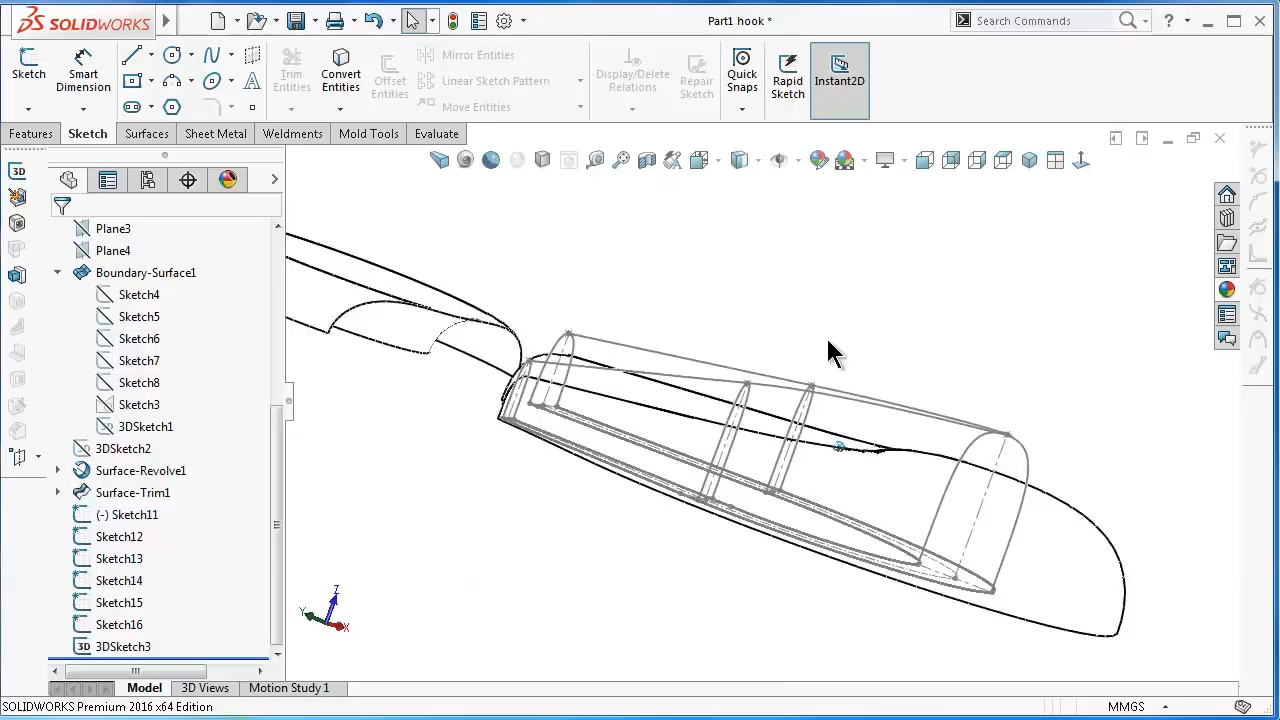 SOLIDWORKS
Part1 hook *
Search Commands
?
Sketch
Smart Dimension
Trim Entities
Convert Entities
Offset Entities
Mirror Entities
Linear Sketch Pattern
Move Entities
Display/Delete Relations
Repair Sketch
Quick Snaps
Rapid Sketch
Instant2D
Features
Sketch
Surfaces
Sheet Metal
Weldments
Mold Tools
Evaluate
3D
Plane3
Plane4
Boundary-Surface1
Sketch4
Sketch5
Sketch6
Sketch7
Sketch8
Sketch3
3DSketch1
3DSketch2
Surface-Revolve1
Surface-Trim1
(-) Sketch11
Sketch12
Sketch13
Sketch14
Sketch15
Sketch16
3D 3DSketch3
Z
Y
X
Model
3D Views
Motion Study 1
SOLIDWORKS Premium 2016 x64 Edition
MMGS